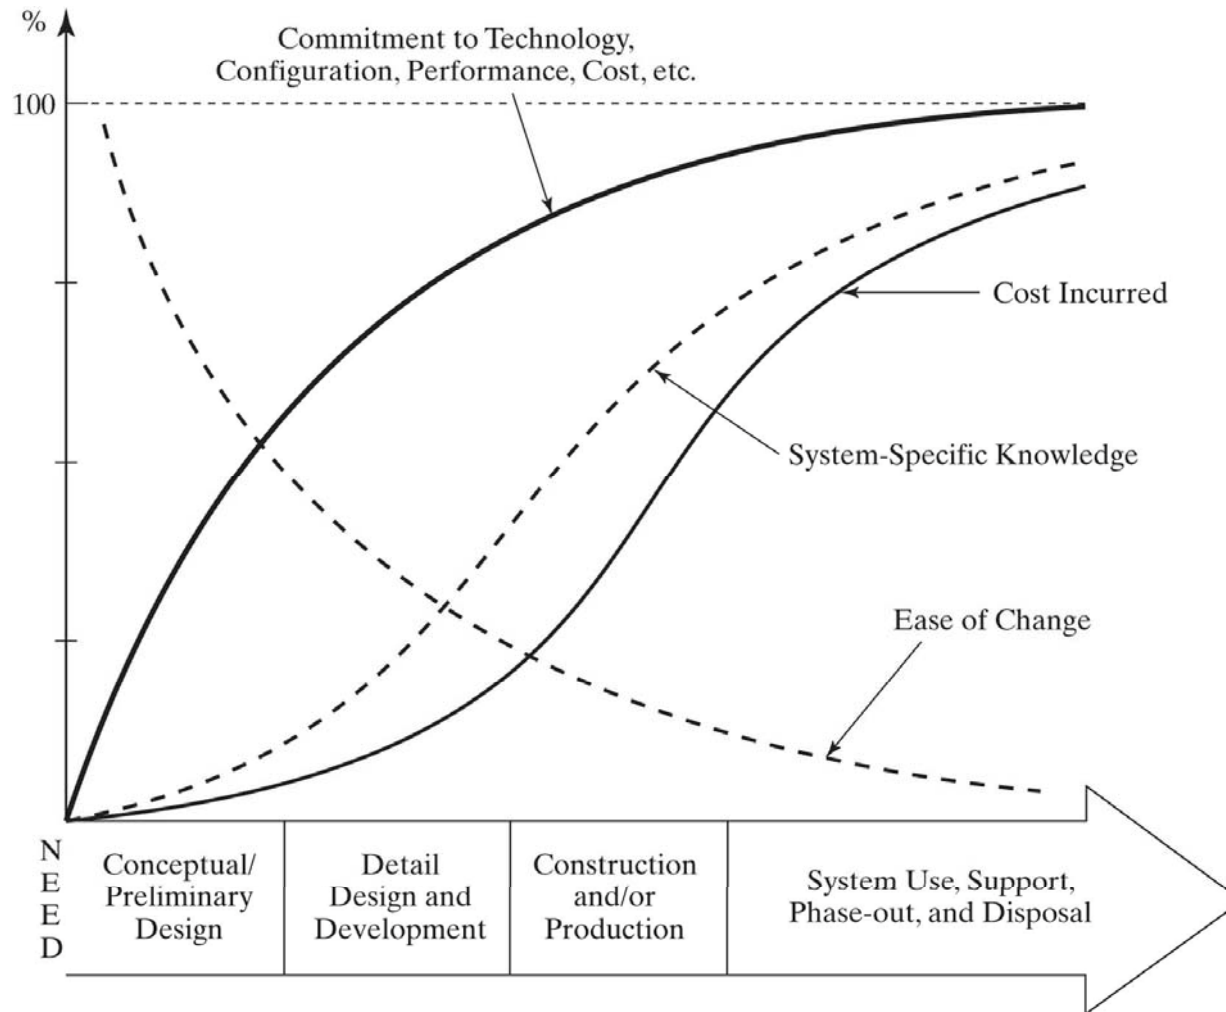 %
Commitment to Technology,
Configuration, Performance, Cost, etc.
100
Cost Incurred
System-Specific Knowledge
Ease of Change
N
E
E
D
Conceptual/
Preliminary
Design
Detail
Design and
Development
Construction
and/or
Production
System Use, Support,
Phase-out, and Disposal